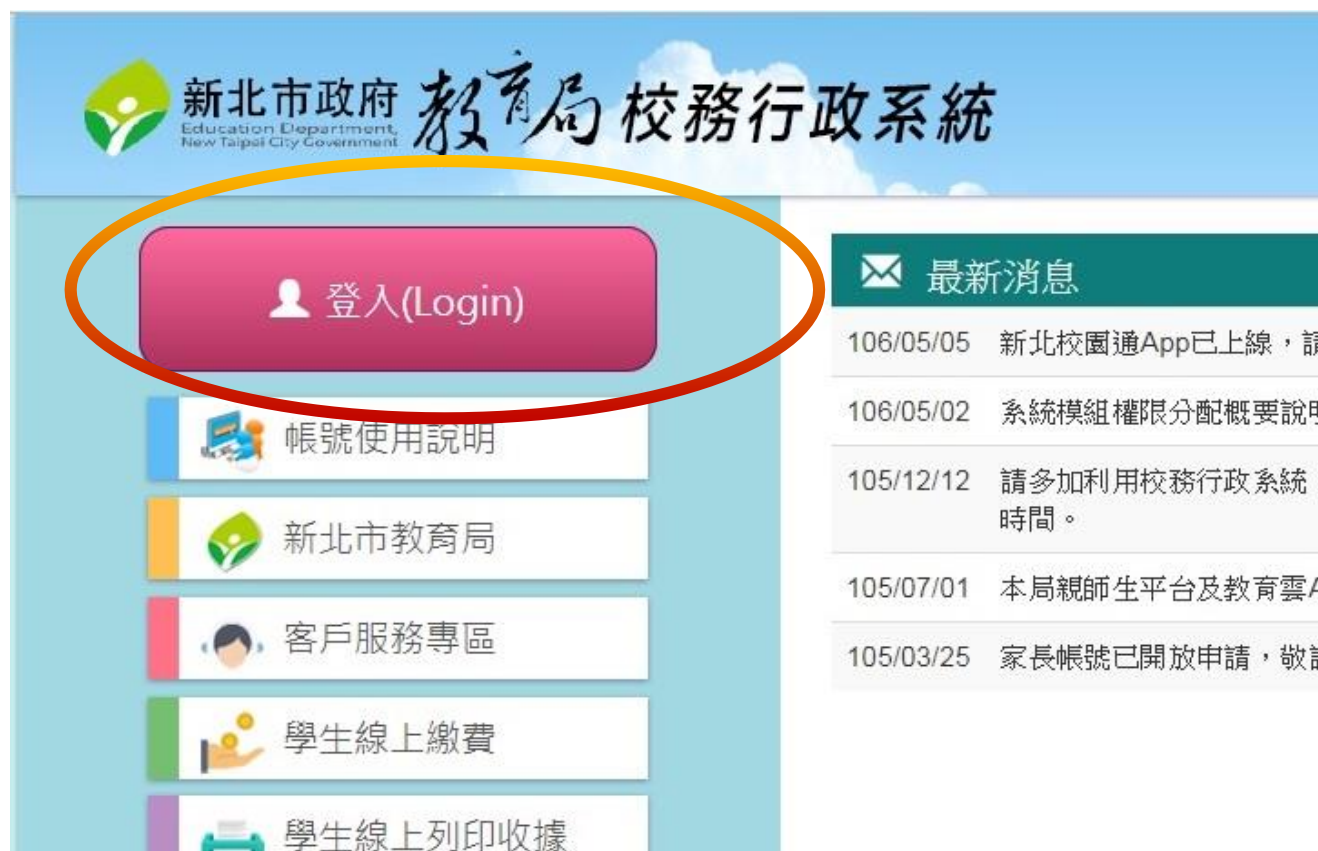 新北市政府 教育局 校務行政系統
Education Department,
New Taipei City Government
登入(Login)
帳號使用說明
新北市教育局
客戶服務專區
學生線上繳費
學生線上列印收據
最新消息
106/05/05 新北校園通App已上線，請
106/05/02 系統模組權限分配概要說明
105/12/12 請多加利用校務行政系統
時間。
105/07/01 本局親師生平台及教育雲A
105/03/25 家長帳號已開放申請，敬請